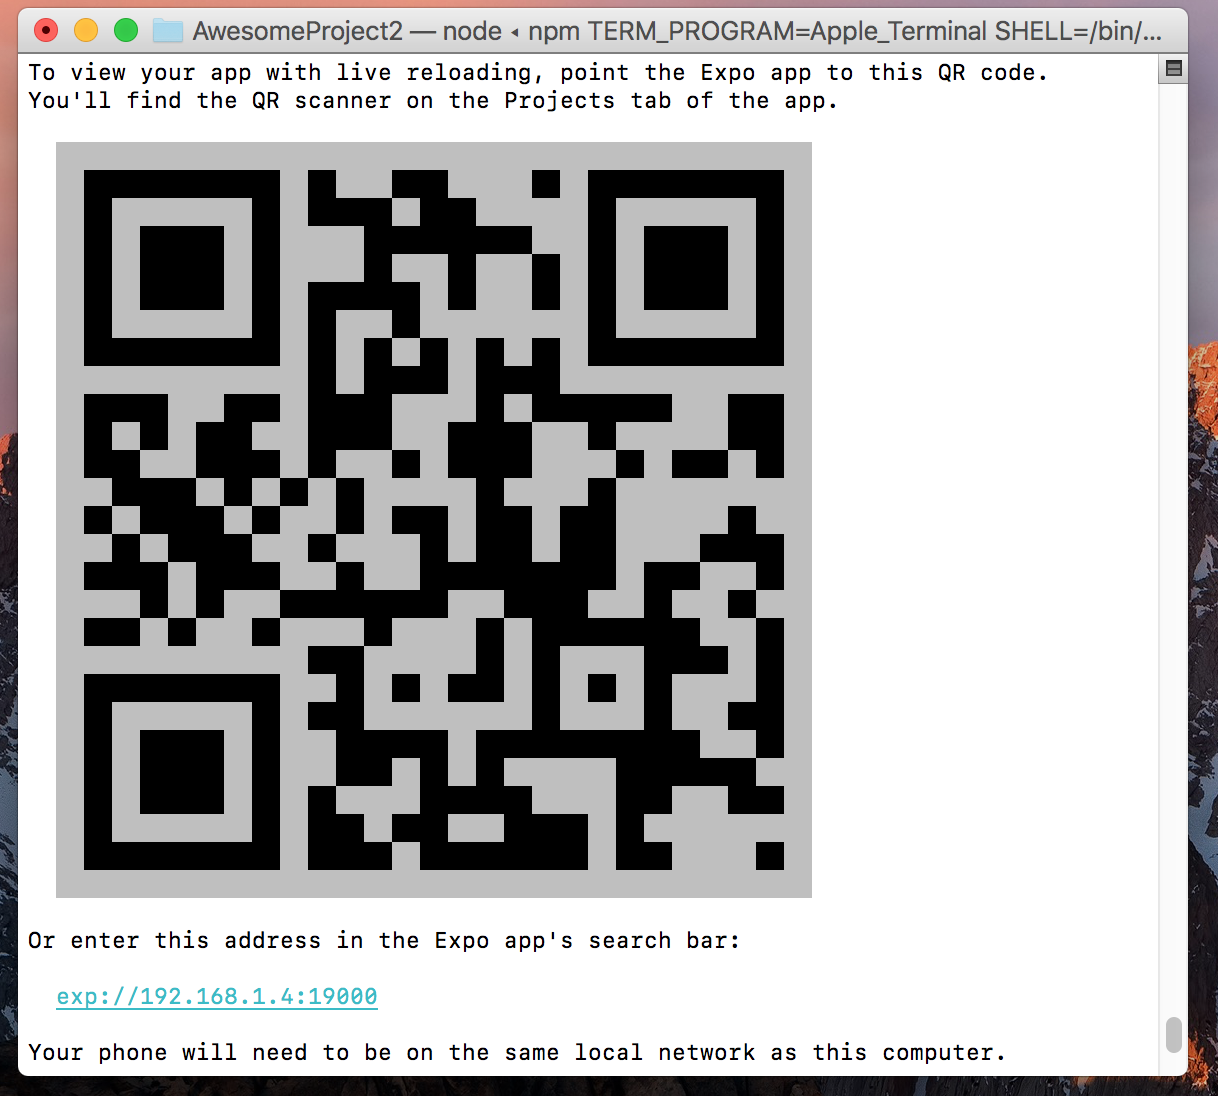 AwesomeProject2 — node ◂ npm TERM_PROGRAM=Apple_Terminal SHELL=/bin/...
To view your app with live reloading, point the Expo app to this QR code.
You'll find the QR scanner on the Projects tab of the app.
Or enter this address in the Expo app's search bar:
exp://192.168.1.4:19000
Your phone will need to be on the same local network as this computer.